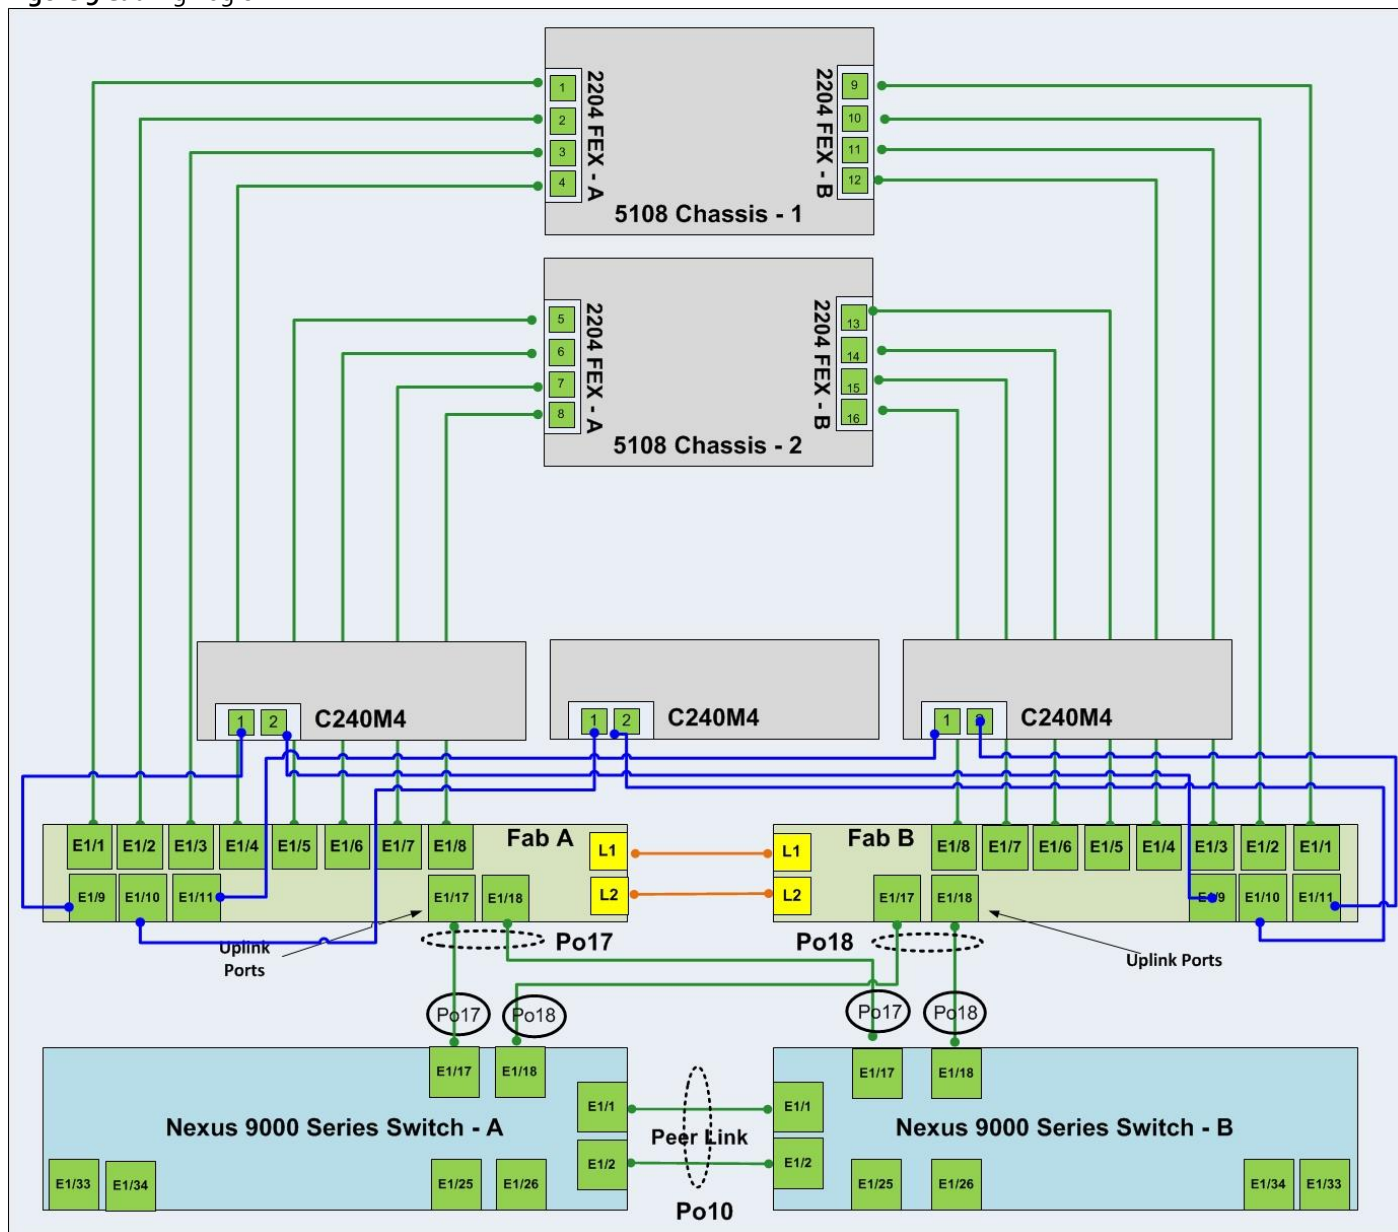 1
2
3
4
2204 FEX - A
9
10
11
12
2204 FEX - B
5108 Chassis - 1
5
6
7
8
2204 FEX - A
13
14
15
16
2204 FEX - B
5108 Chassis - 2
1 2 C240M4
1 2 C240M4
1 C240M4
E1/1 E1/2 E1/3 E1/4 E1/5 E1/6 E1/7 E1/8 Fab A L1
E1/9 E1/10 E1/11 E1/17 E1/18 L2
L1 Fab B E1/8 E1/7 E1/6 E1/5 E1/4 E1/3 E1/2 E1/1
L2 E1/17 E1/18 E1/9 E1/10 E1/11
Uplink
Ports
Po17
Po18
Uplink Ports
Po17 Po18 Po17 Po18
E1/17 E1/18
E1/1
Nexus 9000 Series Switch - A
E1/2
E1/33 E1/34 E1/25 E1/26
Peer Link
Po10
E1/17 E1/18
E1/1
Nexus 9000 Series Switch - B
E1/2
E1/25 E1/26 E1/34 E1/33